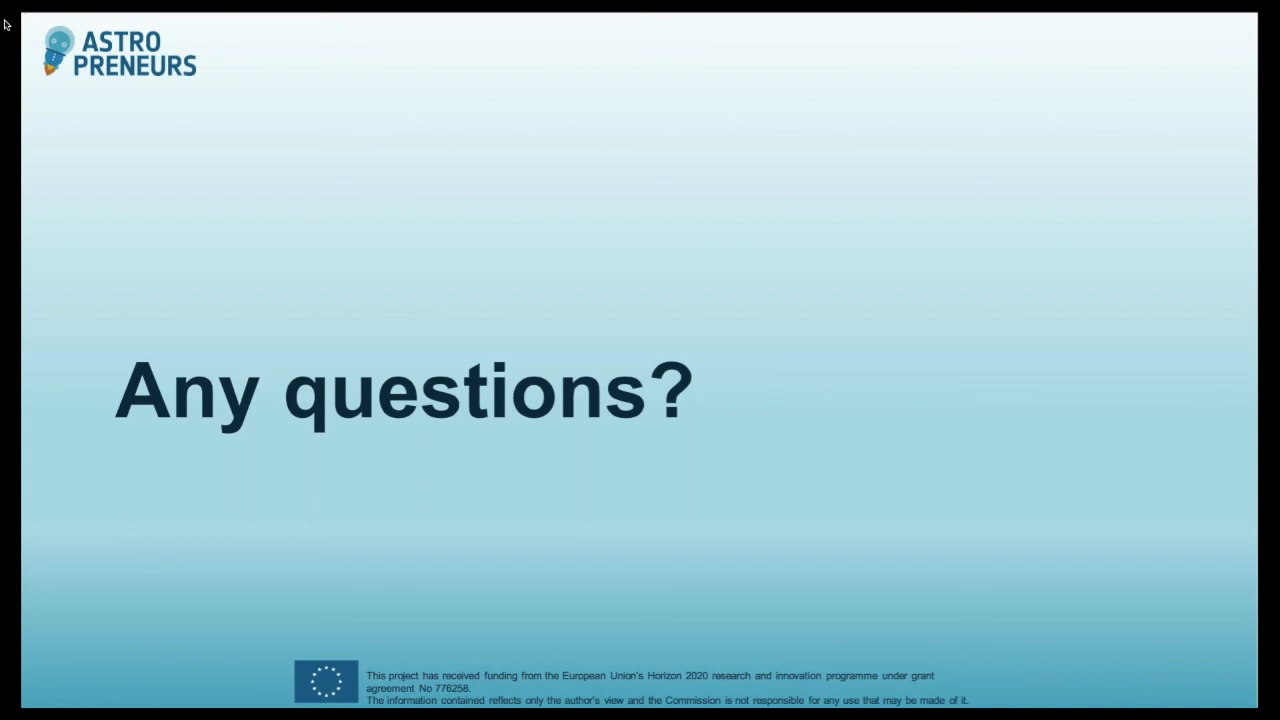 ASTRO
PRENEURS
Any questions?
This project has received funding from the European Union's Horizon 2020 research and innovation programme under grant
agreement No 776258.
The information contained reflects only the author's view and the Commission is not responsible for any use that may be made of it.